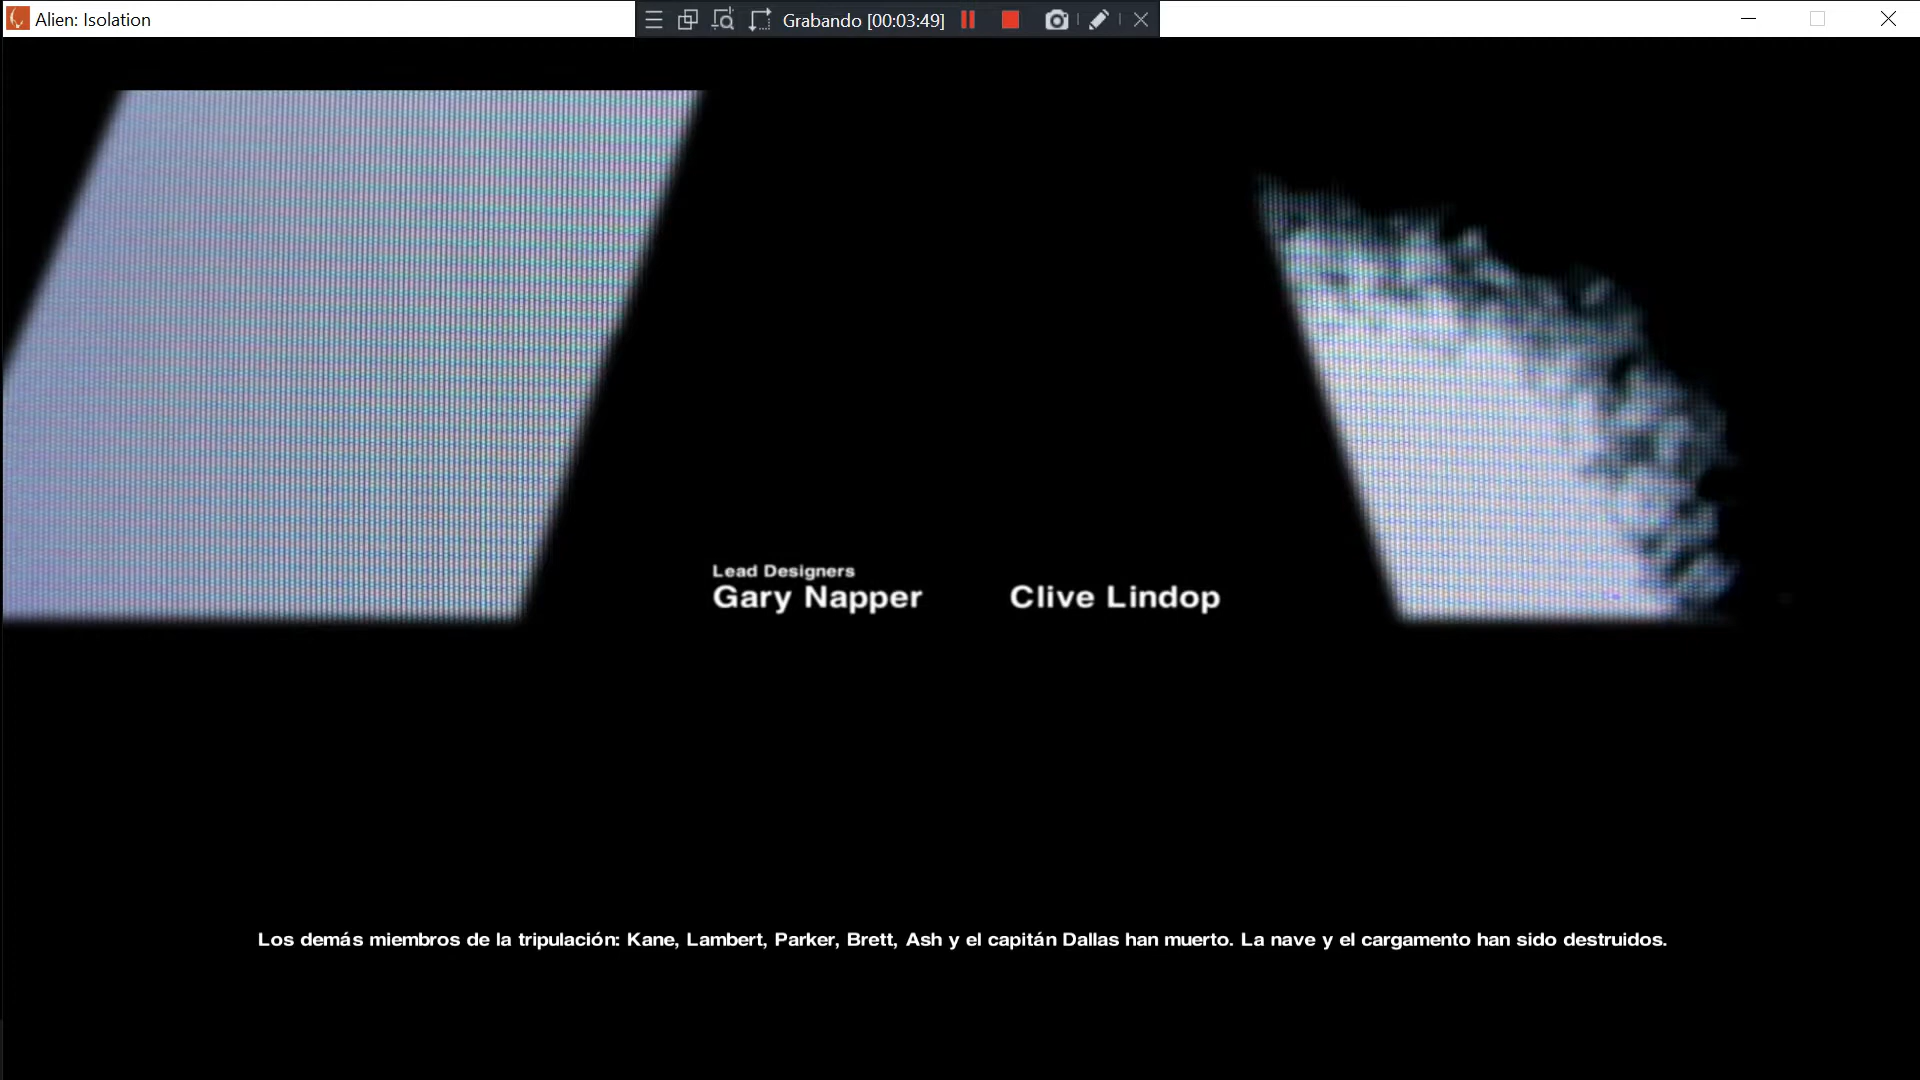 Alien: Isolation
Grabando [00:03:49]
Lead Designers
Gary Napper Clive Lindop
Los demás miembros de la tripulación: Kane, Lambert, Parker, Brett, Ash y el capitán Dallas han muerto. La nave y el cargamento han sido destruidos.